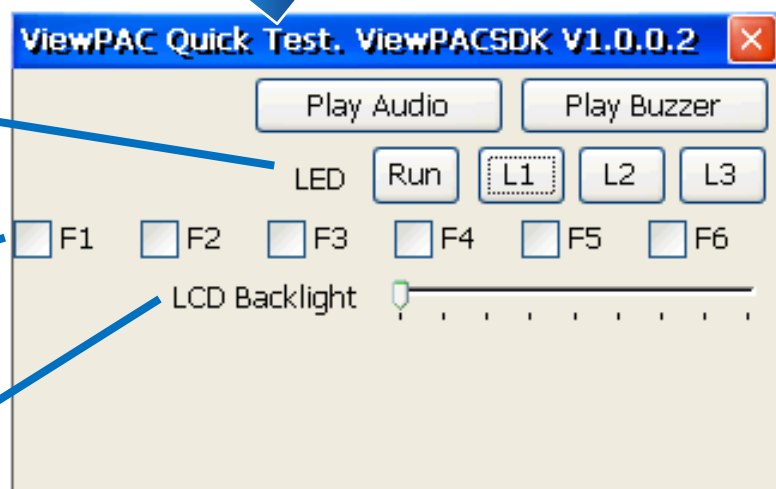 ViewPAC Quick Test. ViewPACSDK V1.0.0.2
Play Audio Play Buzzer
LED Run L1 L2 L3
F1 F2 F3 F4 F5 F6
LCD Backlight